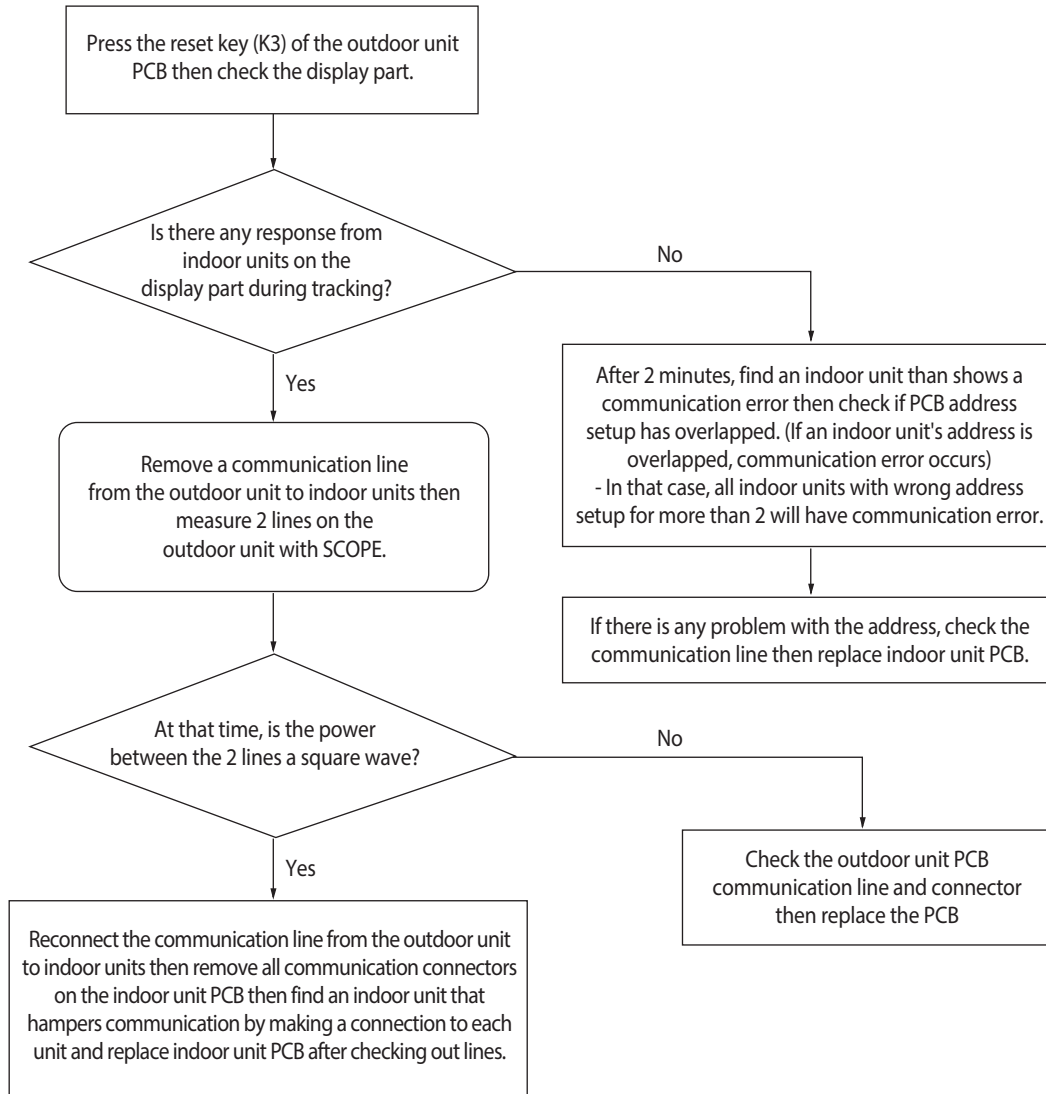 Press the reset key (K3) of the outdoor unit
PCB then check the display part.
Is there any response from
indoor units on the
display part during tracking?
No
After 2 minutes, find an indoor unit than shows a
communication error then check if PCB address
setup has overlapped. (If an indoor unit's address is
overlapped, communication error occurs)
- In that case, all indoor units with wrong address
setup for more than 2 will have communication error.
If there is any problem with the address, check the
communication line then replace indoor unit PCB.
Yes
Remove a communication line
from the outdoor unit to indoor units then
measure 2 lines on the
outdoor unit with SCOPE.
At that time, is the power
between the 2 lines a square wave?
No
Check the outdoor unit PCB
communication line and connector
then replace the PCB
Yes
Reconnect the communication line from the outdoor unit
to indoor units then remove all communication connectors
on the indoor unit PCB then find an indoor unit that
hampers communication by making a connection to each
unit and replace indoor unit PCB after checking out lines.